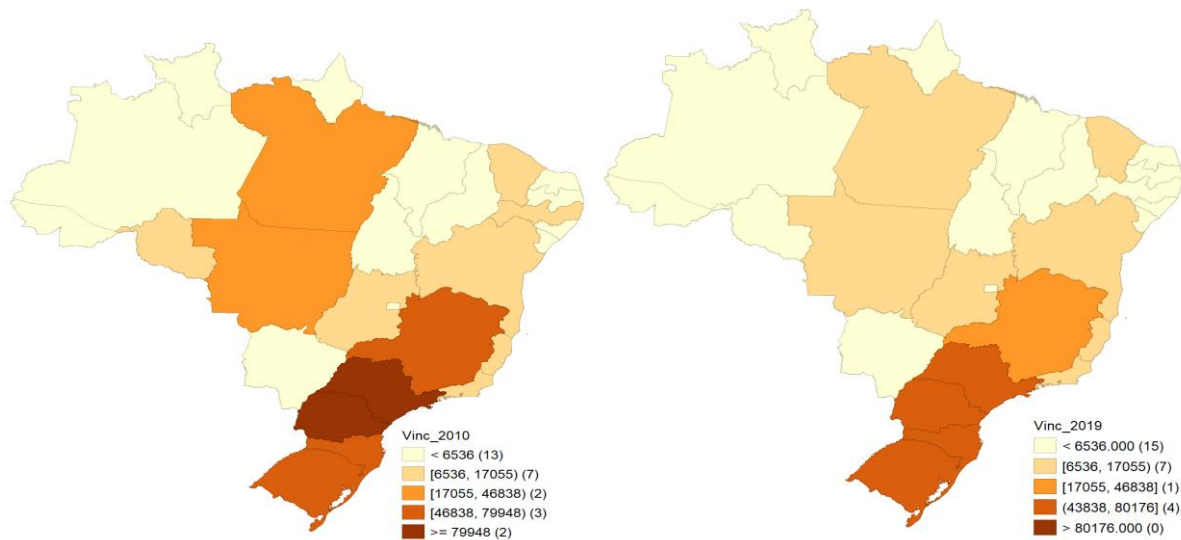 Vinc_2010
< 6536 (13)
[6536, 17055) (7)
[17055, 46838) (2)
[46838, 79948) (3)
>= 79948 (2)
Vinc_2019
< 6536.000 (15)
[6536, 17055) (7)
[17055, 46838] (1)
(43838, 80176] (4)
> 80176.000 (0)